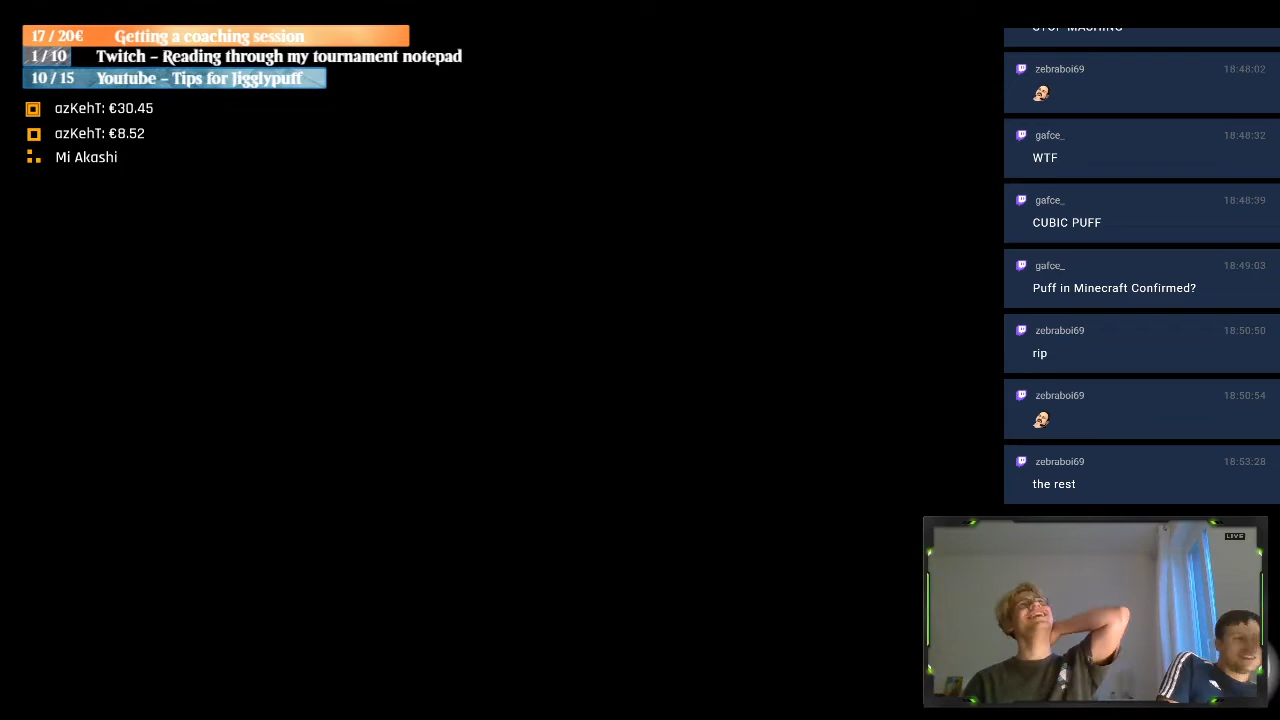 17 / 20€ Getting a coaching session
1 / 10 Twitch – Reading through my tournament notepad
10 / 15 Youtube – Tips for Jigglypuff
azKehT: €30.45
azKehT: €8.52
Mi Akashi
STOP MASHING
zebraboi69 18:48:02
gafce_ 18:48:32
WTF
gafce_ 18:48:39
CUBIC PUFF
gafce_ 18:49:03
Puff in Minecraft Confirmed?
zebraboi69 18:50:50
rip
zebraboi69 18:50:54
zebraboi69 18:53:28
the rest
LIVE